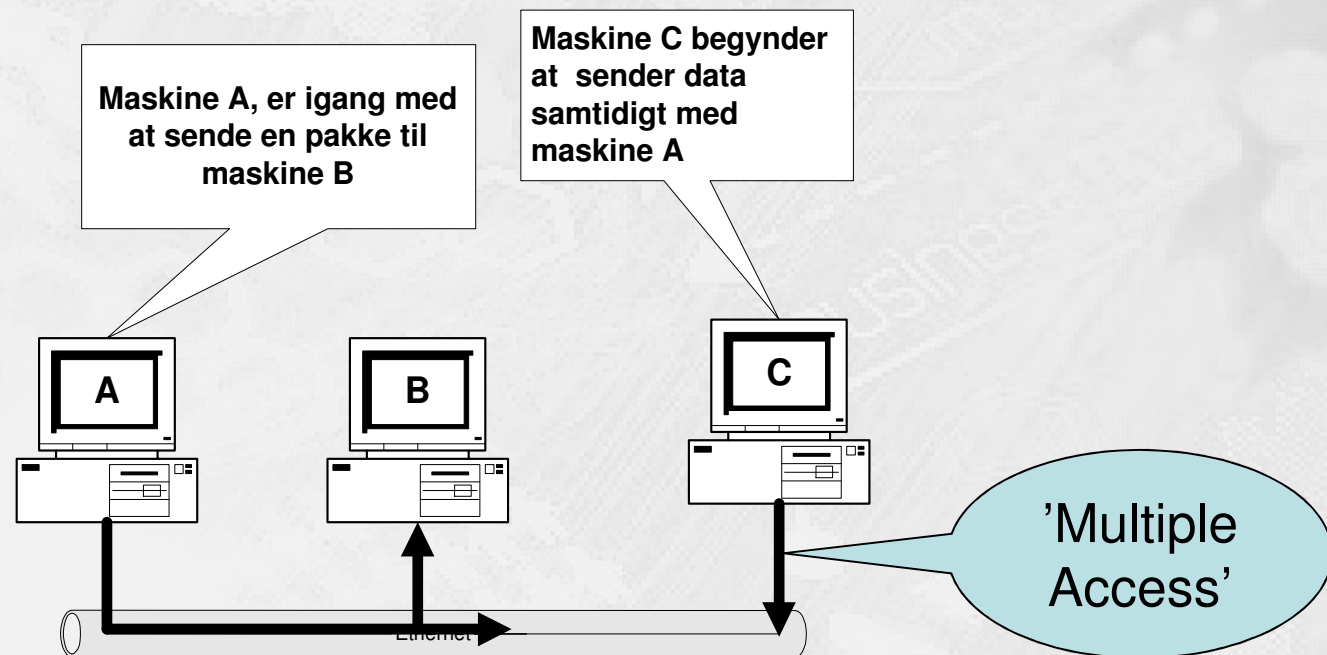 Maskine A, er igang med
at sende en pakke til
maskine B
Maskine C begynder
at sender data
samtidigt med
maskine A
A
B
C
'Multiple
Access'
Ethernet